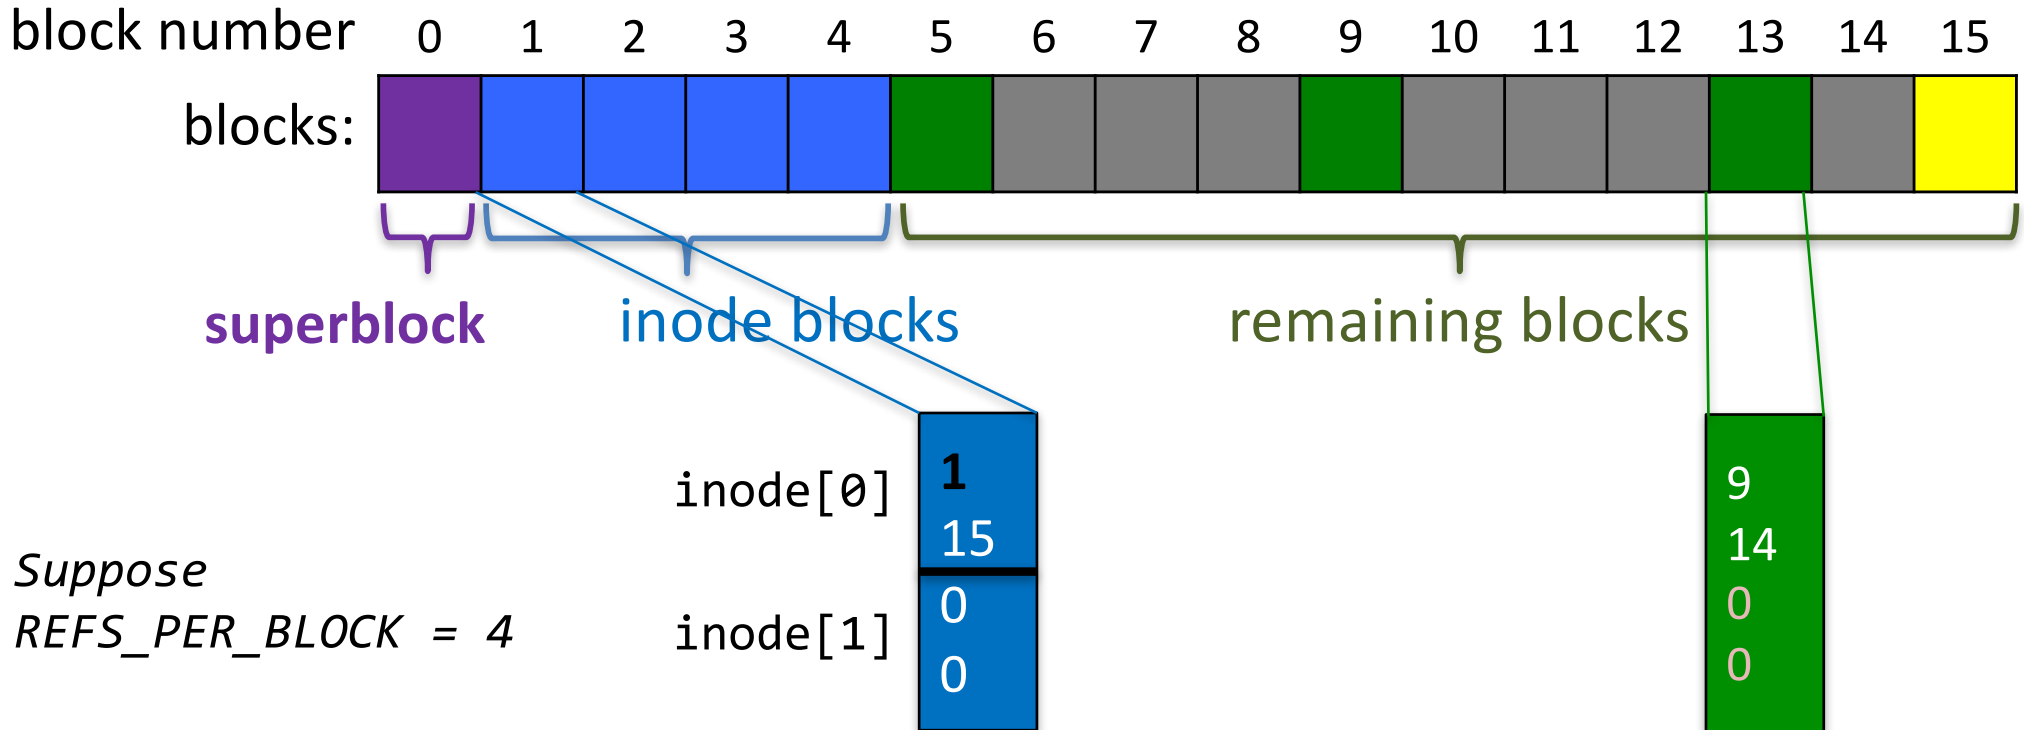 block number 0 1 2 3 4 5 6 7 8 9 10 11 12 13 14 15
blocks:
superblock
inode blocks
remaining blocks
inode[0]
1
15
inode[1]
0
0
9
14
0
0
Suppose
REFS_PER_BLOCK = 4